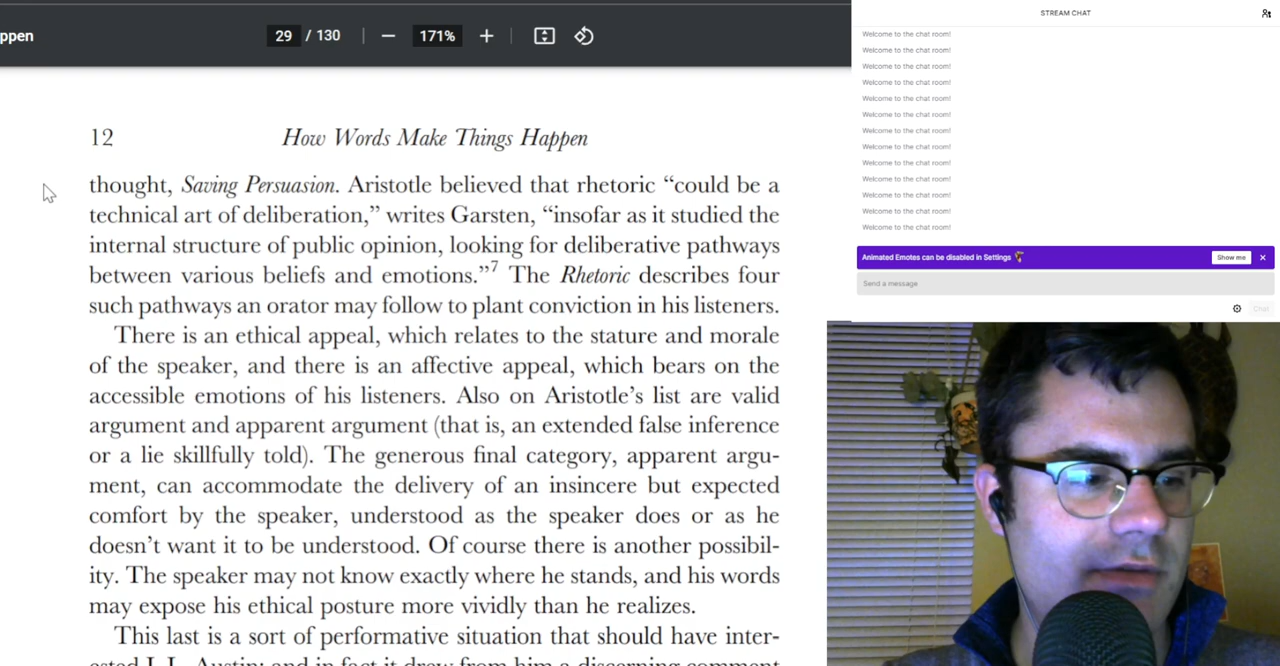 ppen
29 / 130
171%
12 How Words Make Things Happen
thought, Saving Persuasion. Aristotle believed that rhetoric “could be a
technical art of deliberation,” writes Garsten, “insofar as it studied the
internal structure of public opinion, looking for deliberative pathways
between various beliefs and emotions.”7 The Rhetoric describes four
such pathways an orator may follow to plant conviction in his listeners.
There is an ethical appeal, which relates to the stature and morale
of the speaker, and there is an affective appeal, which bears on the
accessible emotions of his listeners. Also on Aristotle’s list are valid
argument and apparent argument (that is, an extended false inference
or a lie skillfully told). The generous final category, apparent argu-
ment, can accommodate the delivery of an insincere but expected
comfort by the speaker, understood as the speaker does or as he
doesn’t want it to be understood. Of course there is another possibil-
ity. The speaker may not know exactly where he stands, and his words
may expose his ethical posture more vividly than he realizes.
This last is a sort of performative situation that should have inter-
ested J. L. Austin; and in fact it drew from him a discerning comment
STREAM CHAT
Welcome to the chat room!
Welcome to the chat room!
Welcome to the chat room!
Welcome to the chat room!
Welcome to the chat room!
Welcome to the chat room!
Welcome to the chat room!
Welcome to the chat room!
Welcome to the chat room!
Welcome to the chat room!
Welcome to the chat room!
Welcome to the chat room!
Welcome to the chat room!
Animated Emotes can be disabled in Settings
Show me
Send a message
Chat